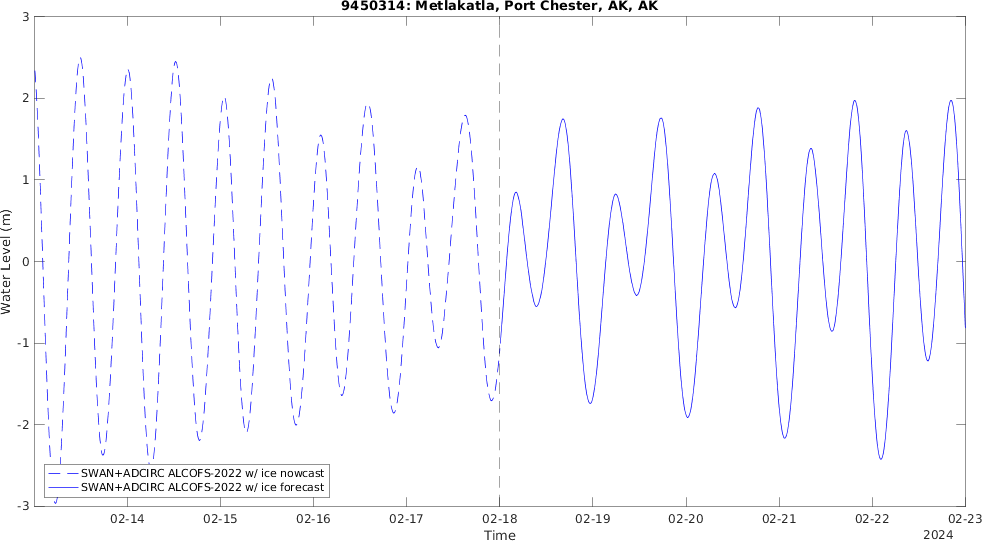 9450314: Metlakatla, Port Chester, AK, AK
3
2
1
0
-1
-2
-3
Water Level (m)
SWAN+ADCIRC ALCOFS-2022 w/ ice nowcast
SWAN+ADCIRC ALCOFS-2022 w/ ice forecast
02-14 02-15 02-16 02-17 02-18 02-19 02-20 02-21 02-22 02-23
Time
2024